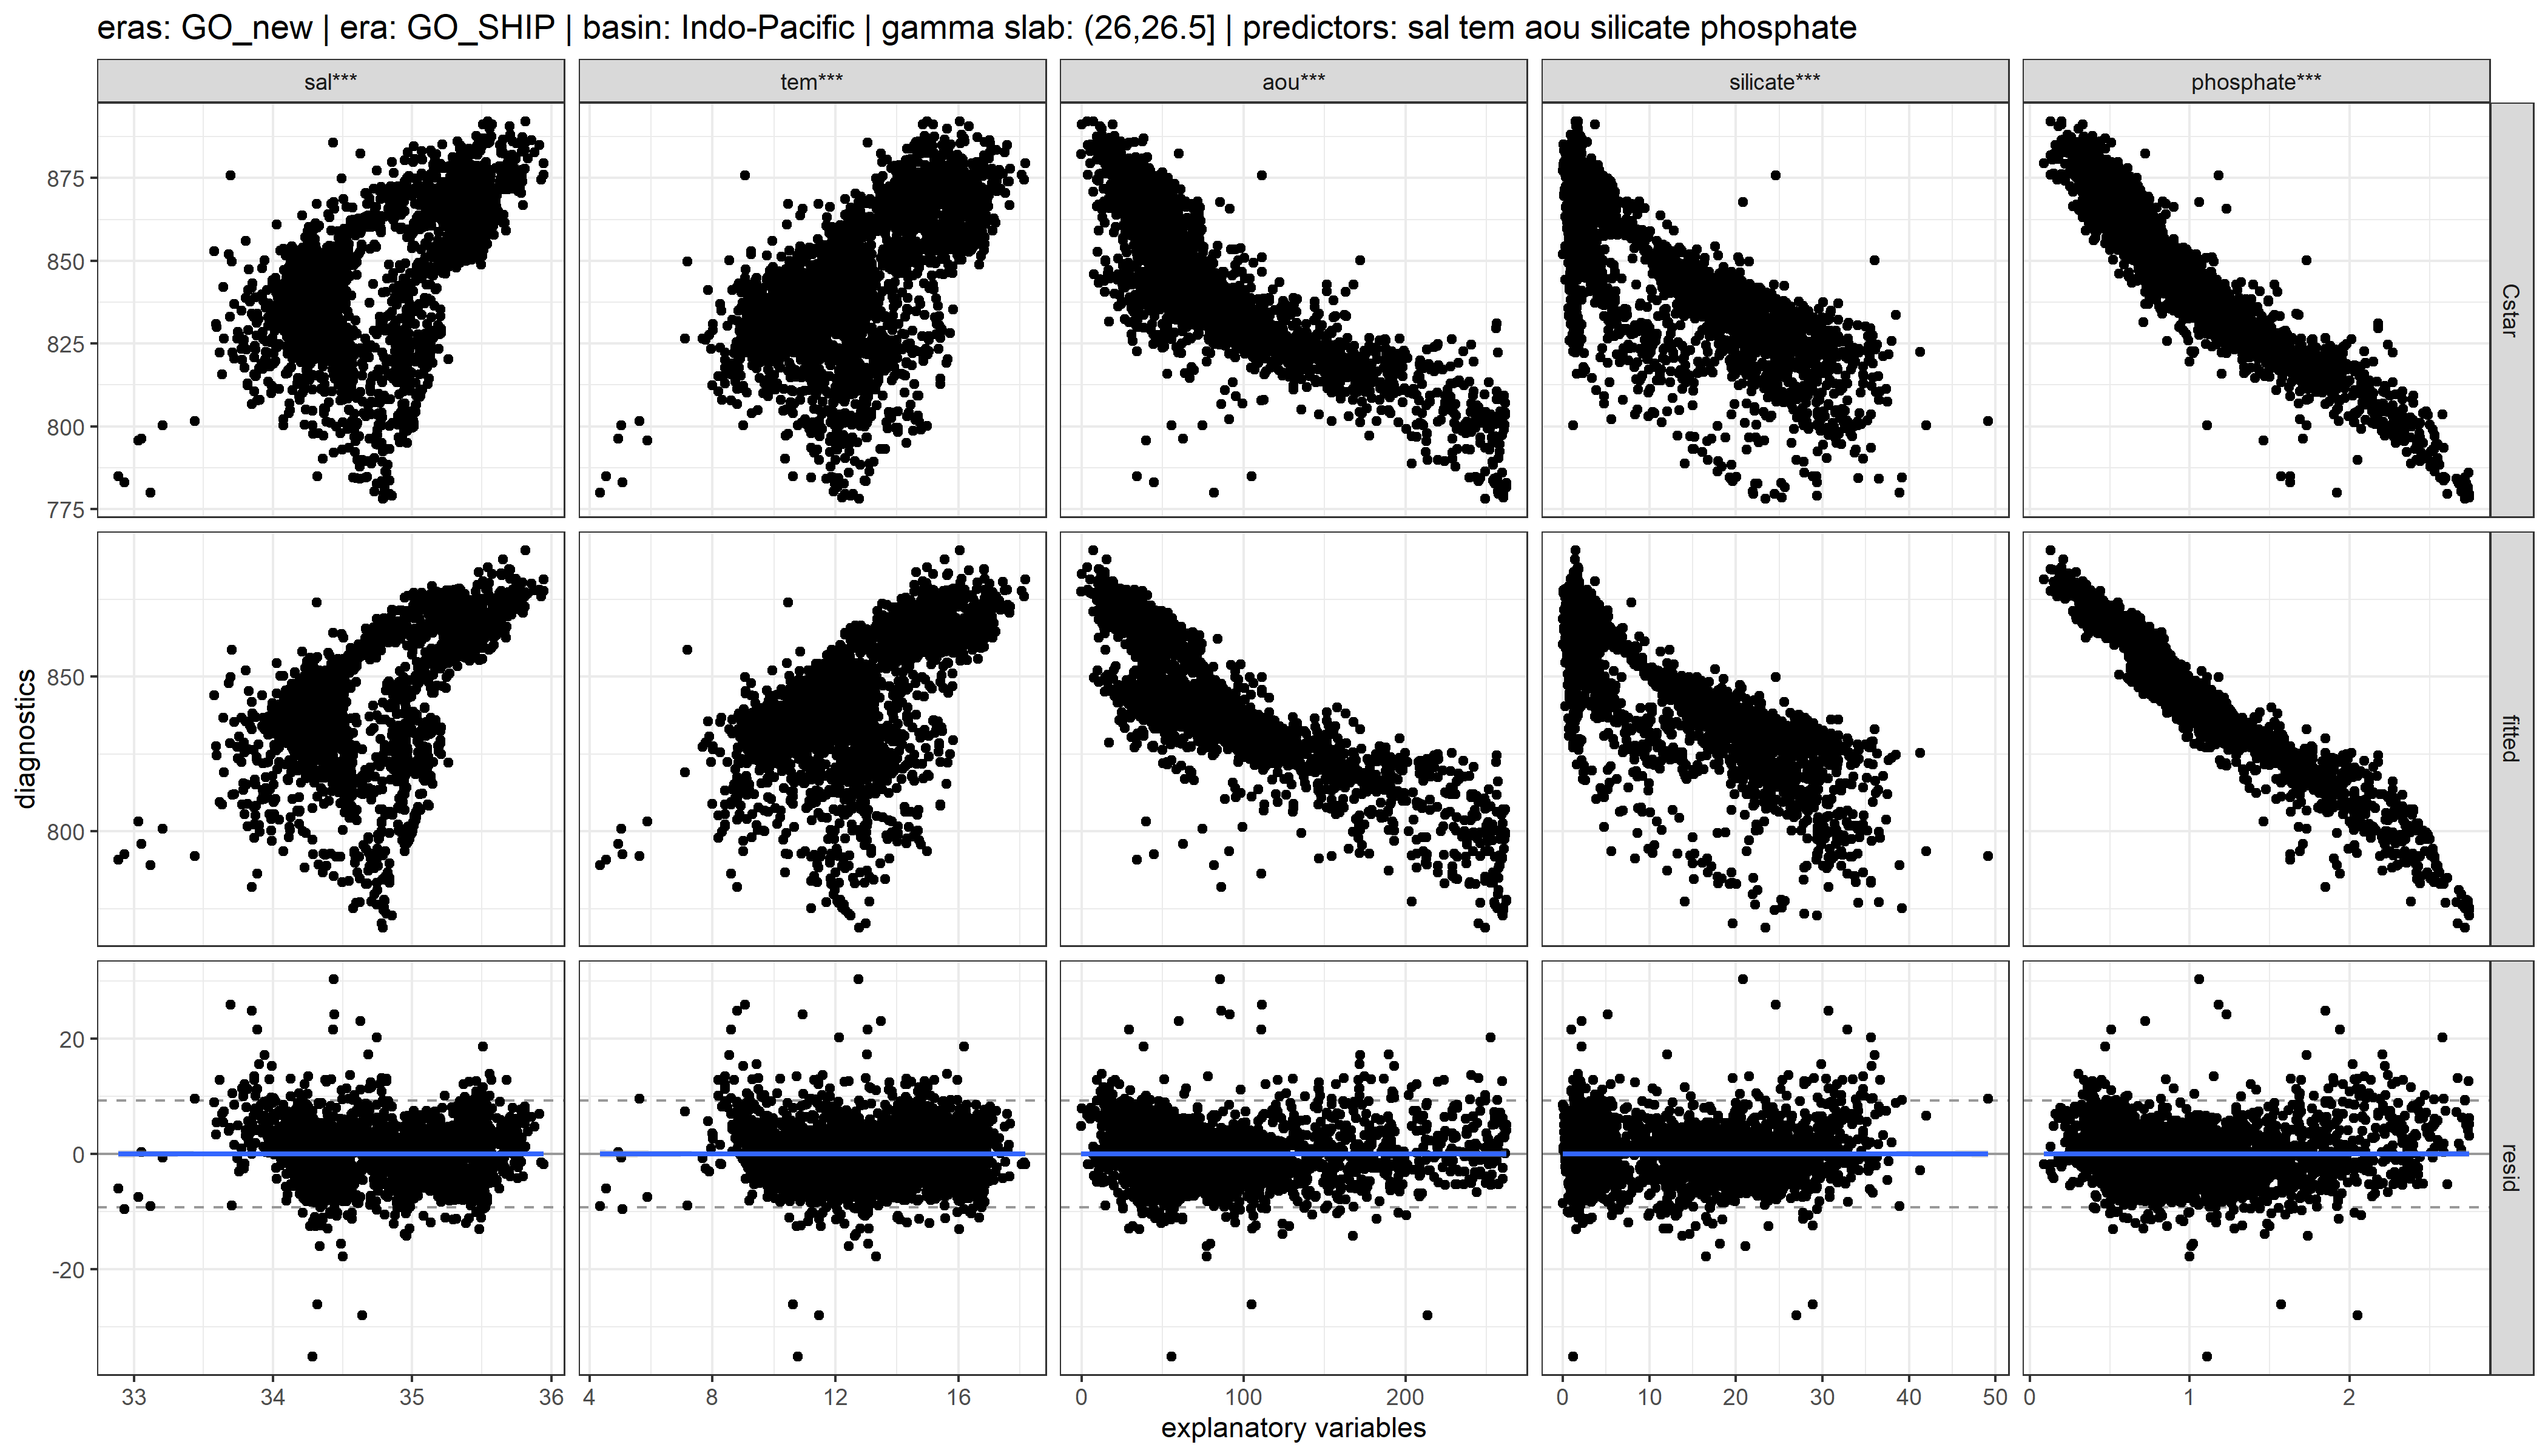 eras: GO_new | era: GO_SHIP | basin: Indo-Pacific | gamma slab: (26,26.5] | predictors: sal tem aou silicate phosphate
sal*** tem*** aou*** silicate*** phosphate***
875
850
825
800
775
Cstar
850
800
fitted
20
0
-20
resid
diagnostics
33 34 35 36 4 8 12 16 0 100 200 0 10 20 30 40 50 0 1 2
explanatory variables